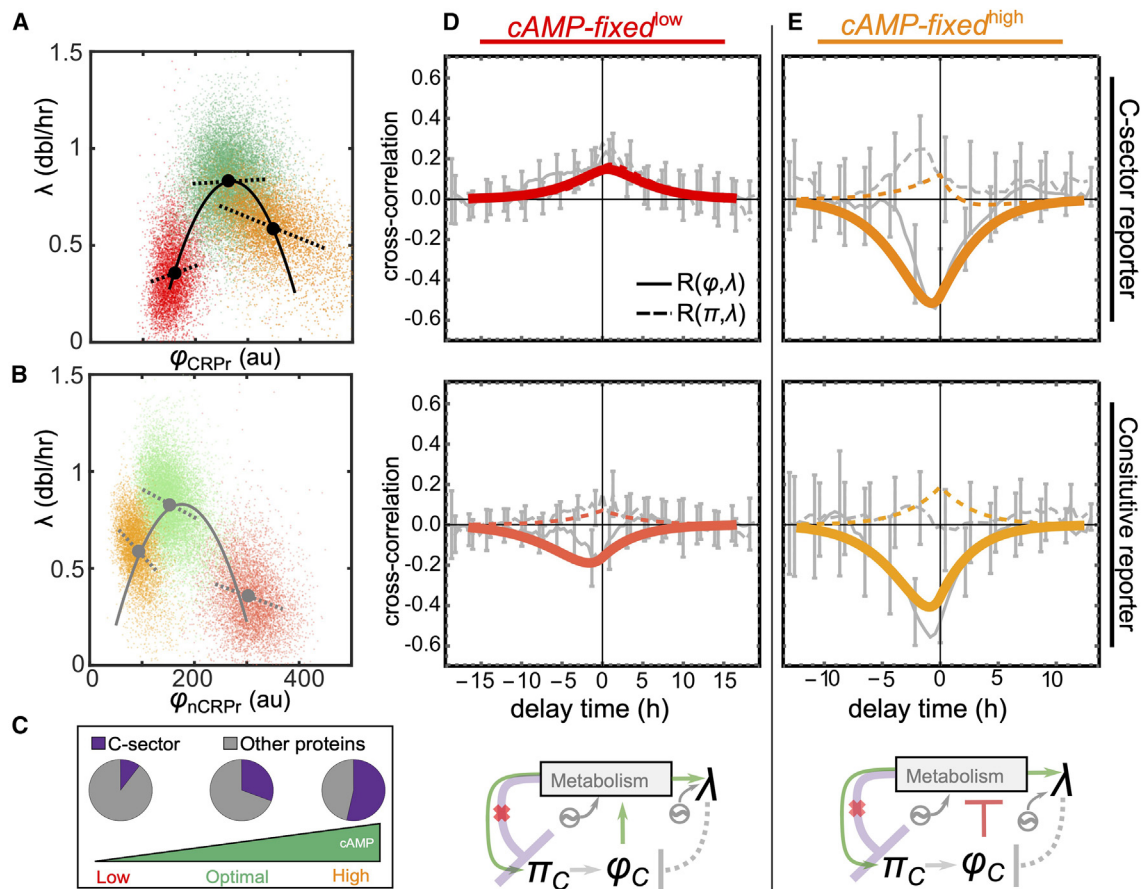 A
1.5
1
0.5
0
λ (dbl/hr)
φCRPr (au)
B
1.5
1
0.5
0
λ (dbl/hr)
0 200 400
φnCRPr (au)
C
C-sector Other proteins
cAMP
Low Optimal High
D
cAMP-fixed^low
0.6
0.4
0.2
0.0
-0.2
-0.4
-0.6
cross-correlation
R(φ,λ)
R(π,λ)
0.6
0.4
0.2
0.0
-0.2
-0.4
-0.6
cross-correlation
−15 −10 −5 0 5 10 15
delay time (h)
Metabolism
λ
πC φC
E
cAMP-fixed^high
C-sector reporter
Consitutive reporter
−10 −5 0 5 10
delay time (h)
Metabolism
λ
πC φC